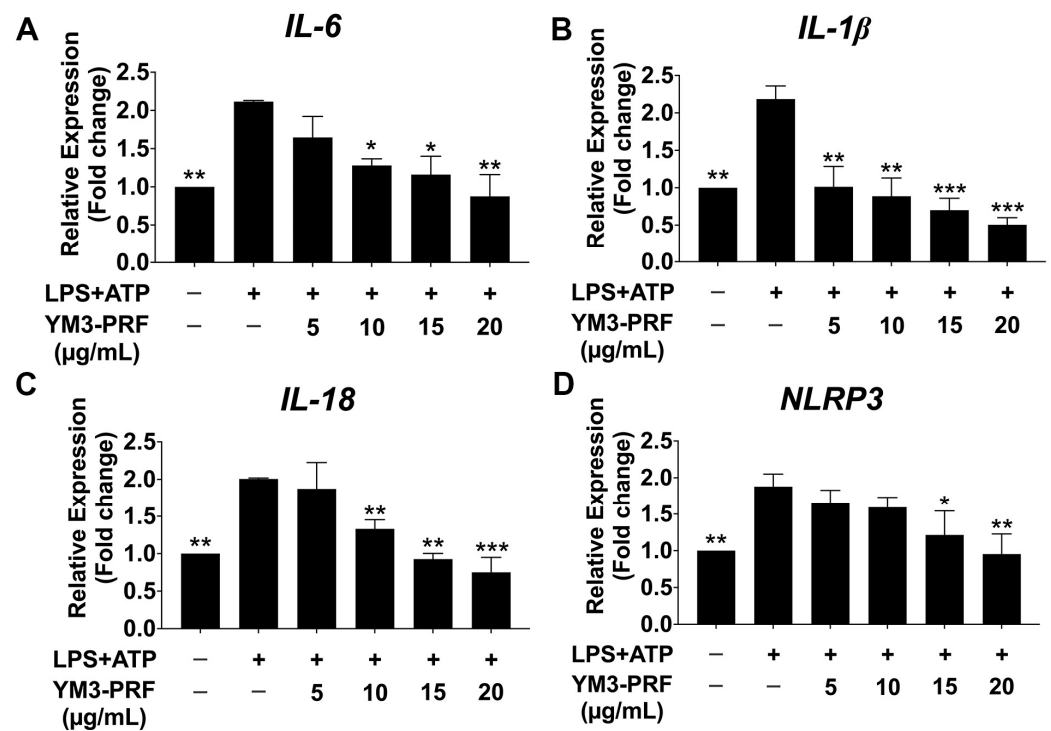 A
IL-6
Relative Expression
(Fold change)
2.5
2.0
1.5
1.0
0.5
0.0
**
*
*
**
LPS+ATP – + + + + +
YM3-PRF – – 5 10 15 20
(μg/mL)
B
IL-1β
Relative Expression
(Fold change)
2.5
2.0
1.5
1.0
0.5
0.0
**
**
**
***
***
LPS+ATP – + + + + +
YM3-PRF – – 5 10 15 20
(μg/mL)
C
IL-18
Relative Expression
(Fold change)
2.5
2.0
1.5
1.0
0.5
0.0
**
**
**
***
LPS+ATP – + + + + +
YM3-PRF – – 5 10 15 20
(μg/mL)
D
NLRP3
Relative Expression
(Fold change)
2.5
2.0
1.5
1.0
0.5
0.0
**
*
**
LPS+ATP – + + + + +
YM3-PRF – – 5 10 15 20
(μg/mL)